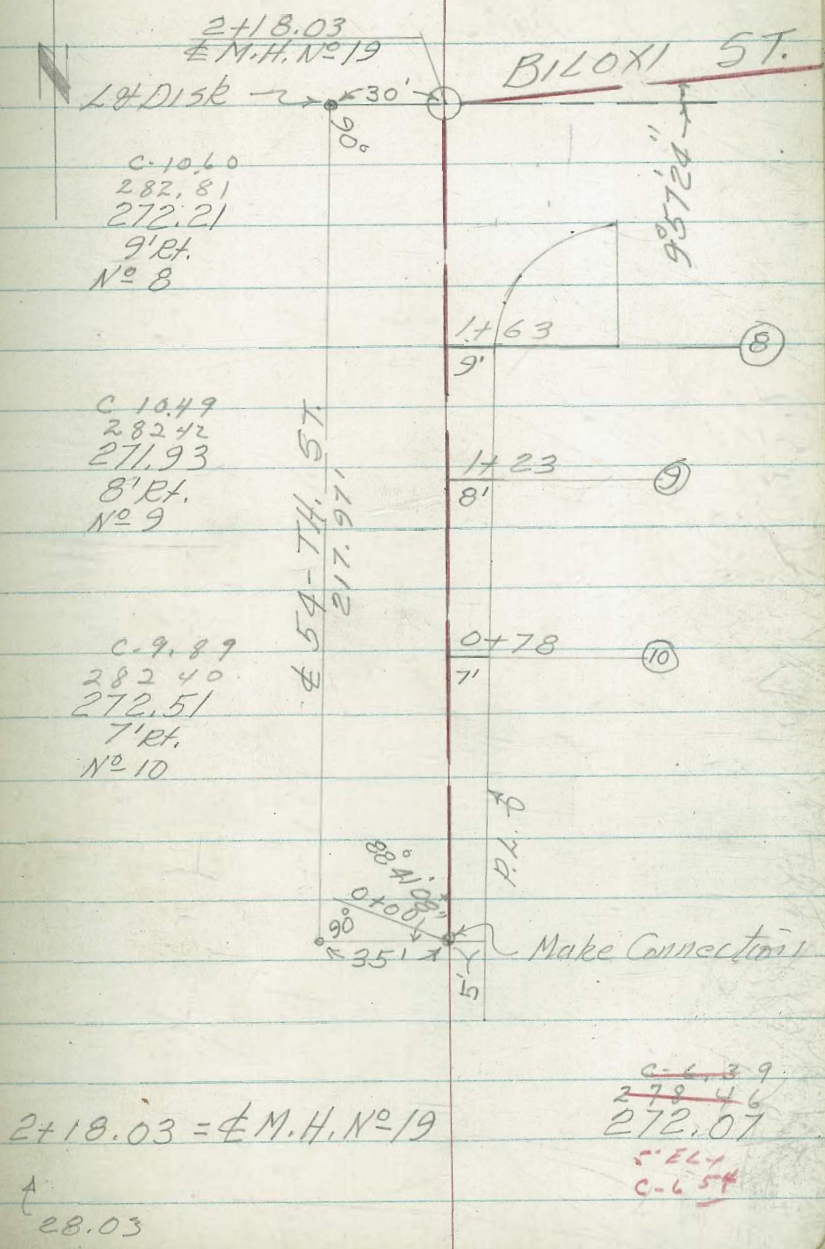 2+18.03
℄ M.H. Nº 19
N
BILOXI ST.
L&Disk
30'
90°
9°57'24"
C-10.60
282.81
272.21
9' Rt.
Nº 8
1+63
9'
8
C 10.49
282 42
271.93
8' Rt.
Nº 9
1+23
8'
9
℄ 54-TH. ST.
217.97'
C-9.89
282 40
272.51
7' Rt.
Nº 10
0+78
7'
10
P.L.
88°41'08"
0+00
90°
35'
5'
Make Connection
C-6.39
278 46
272.07
2+18.03 = ℄ M.H. Nº 19
C-6 54
28.03